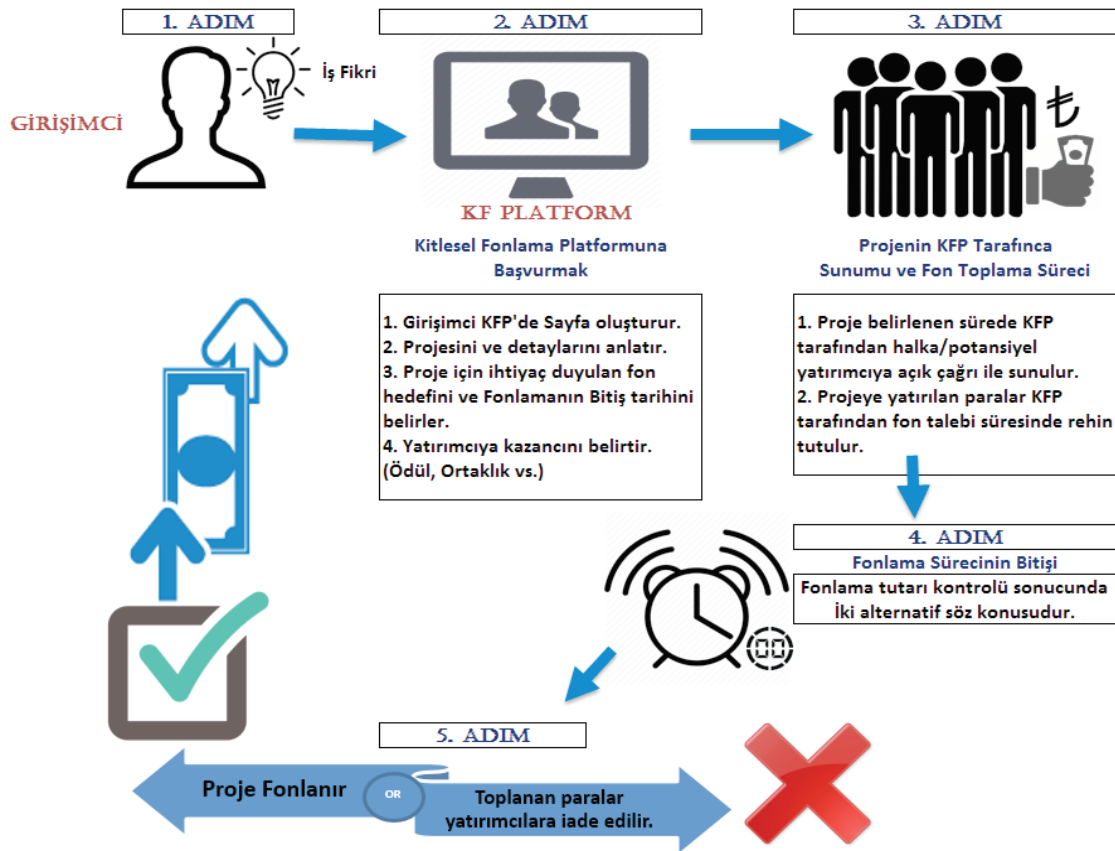 1. ADIM
İş Fikri
GİRİŞİMCİ
2. ADIM
KF PLATFORM
Kitlesel Fonlama Platformuna
Başvurmak
1. Girişimci KFP'de Sayfa oluşturur.
2. Projesini ve detaylarını anlatır.
3. Proje için ihtiyaç duyulan fon
hedefini ve Fonlamanın Bitiş tarihini
belirler.
4. Yatırımcıya kazancını belirtir.
(Ödül, Ortaklık vs.)
3. ADIM
₺
Projenin KFP Tarafınca
Sunumu ve Fon Toplama Süreci
1. Proje belirlenen sürede KFP
tarafından halka/potansiyel
yatırımcıya açık çağrı ile sunulur.
2. Projeye yatırılan paralar KFP
tarafından fon talebi süresinde rehin
tutulur.
4. ADIM
Fonlama Sürecinin Bitişi
Fonlama tutarı kontrolü sonucunda
İki alternatif söz konusudur.
00
5. ADIM
Proje Fonlanır
OR
Toplanan paralar
yatırımcılara iade edilir.